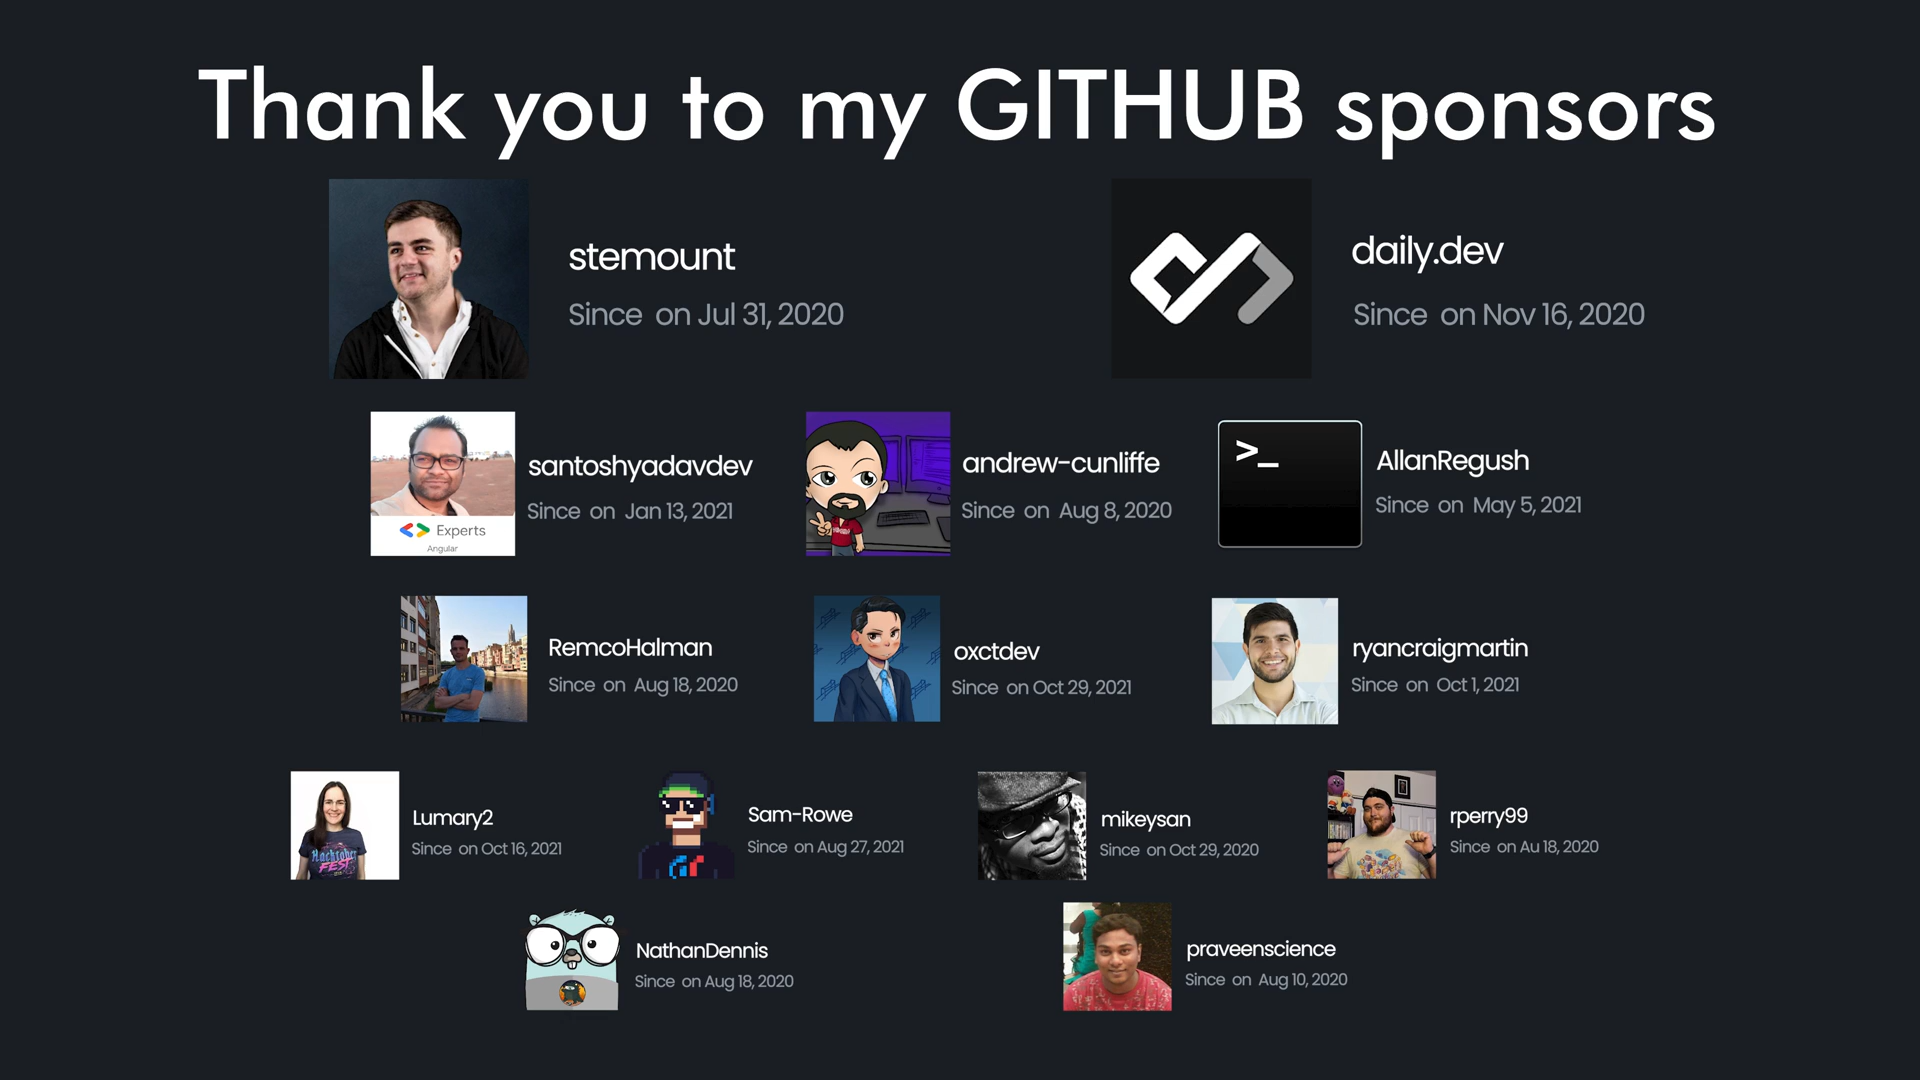 Thank you to my GITHUB sponsors
stemount
Since on Jul 31, 2020
daily.dev
Since on Nov 16, 2020
santoshyadavdev
Since on Jan 13, 2021
Experts
Angular
andrew-cunliffe
Since on Aug 8, 2020
>_
AllanRegush
Since on May 5, 2021
RemcoHalman
Since on Aug 18, 2020
oxctdev
Since on Oct 29, 2021
ryancraigmartin
Since on Oct 1, 2021
Hacktober
FEST
Lumary2
Since on Oct 16, 2021
Sam-Rowe
Since on Aug 27, 2021
mikeysan
Since on Oct 29, 2020
rperry99
Since on Au 18, 2020
NathanDennis
Since on Aug 18, 2020
praveenscience
Since on Aug 10, 2020